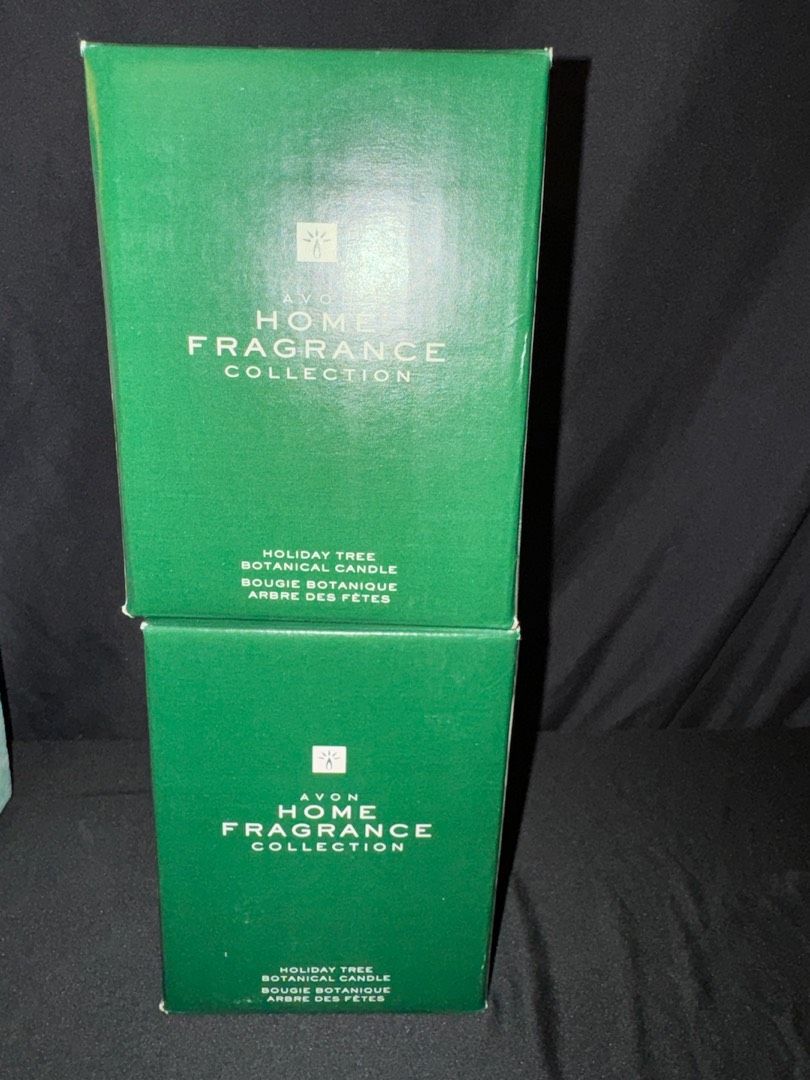 AVON
HOME
FRAGRANCE
COLLECTION
HOLIDAY TREE
BOTANICAL CANDLE
BOUGIE BOTANIQUE
ARBRE DES FÊTES
AVON
HOME
FRAGRANCE
COLLECTION
HOLIDAY TREE
BOTANICAL CANDLE
BOUGIE BOTANIQUE
ARBRE DES FÊTES